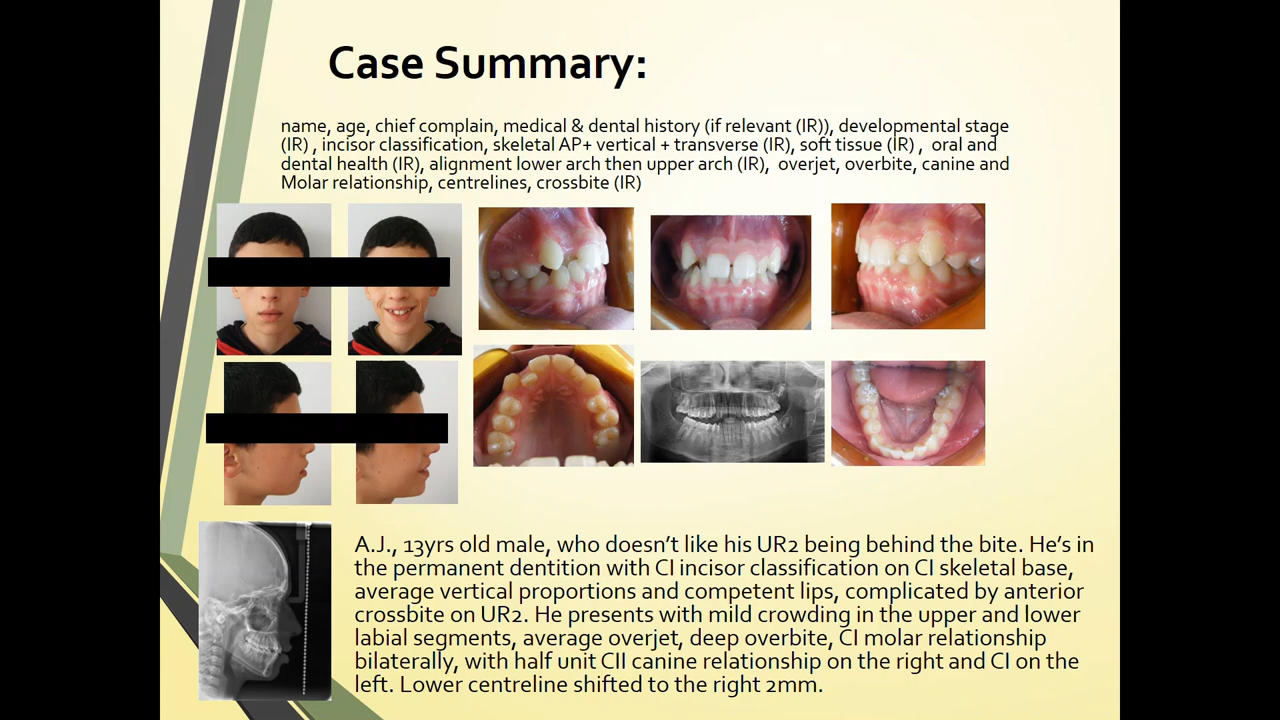 Case Summary:
name, age, chief complain, medical & dental history (if relevant (IR)), developmental stage
(IR) , incisor classification, skeletal AP+ vertical + transverse (IR), soft tissue (IR) ,  oral and
dental health (IR), alignment lower arch then upper arch (IR),  overjet, overbite, canine and
Molar relationship, centrelines, crossbite (IR)
A.J., 13yrs old male, who doesn't like his UR2 being behind the bite. He's in
the permanent dentition with CI incisor classification on CI skeletal base,
average vertical proportions and competent lips, complicated by anterior
crossbite on UR2. He presents with mild crowding in the upper and lower
labial segments, average overjet, deep overbite, CI molar relationship
bilaterally, with half unit CII canine relationship on the right and CI on the
left. Lower centreline shifted to the right 2mm.